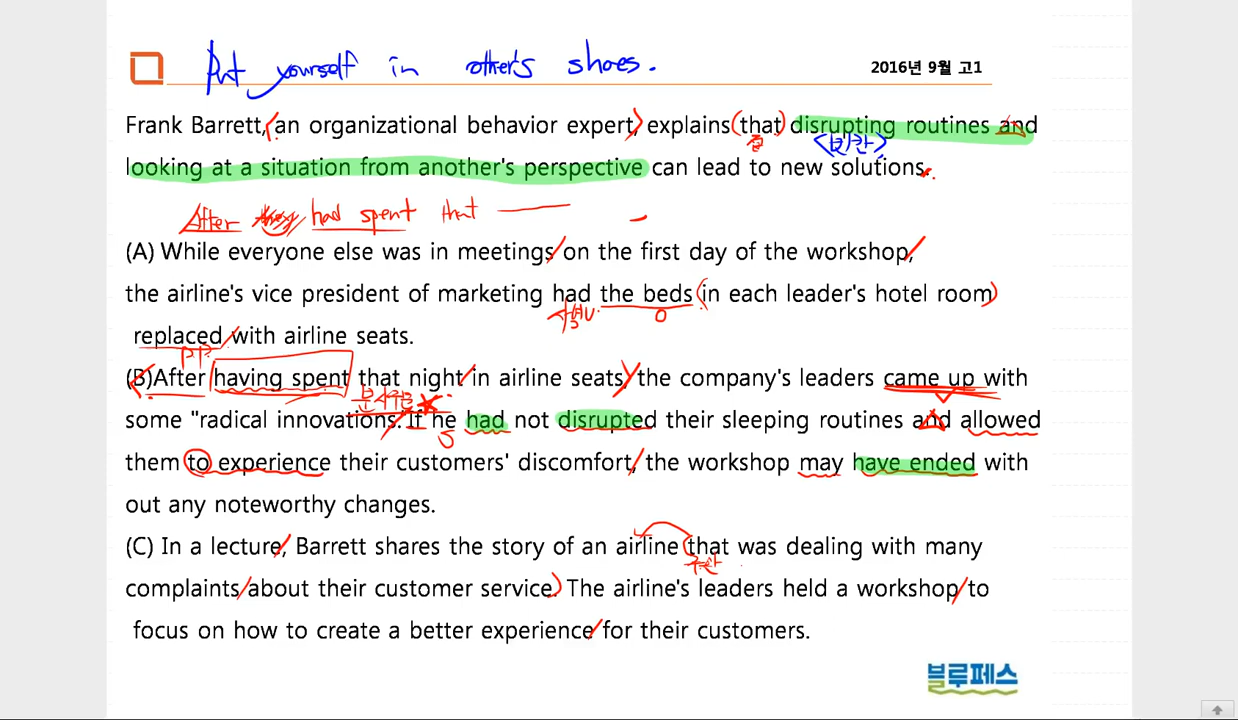 Put yourself in other's shoes.
2016년 9월 고1
Frank Barrett, an organizational behavior expert, explains (that) disrupting routines and
<빈칸>
looking at a situation from another's perspective can lead to new solutions.
After they had spent that
(A) While everyone else was in meetings on the first day of the workshop,
the airline's vice president of marketing had the beds (in each leader's hotel room)
O
replaced with airline seats.
PP
(B)After having spent that night in airline seats, the company's leaders came up with
분사구문
some "radical innovations. If he had not disrupted their sleeping routines and allowed
S
them to experience their customers' discomfort, the workshop may have ended with
out any noteworthy changes.
(C) In a lecture, Barrett shares the story of an airline (that was dealing with many
complaints about their customer service.) The airline's leaders held a workshop to
focus on how to create a better experience for their customers.
블루페스